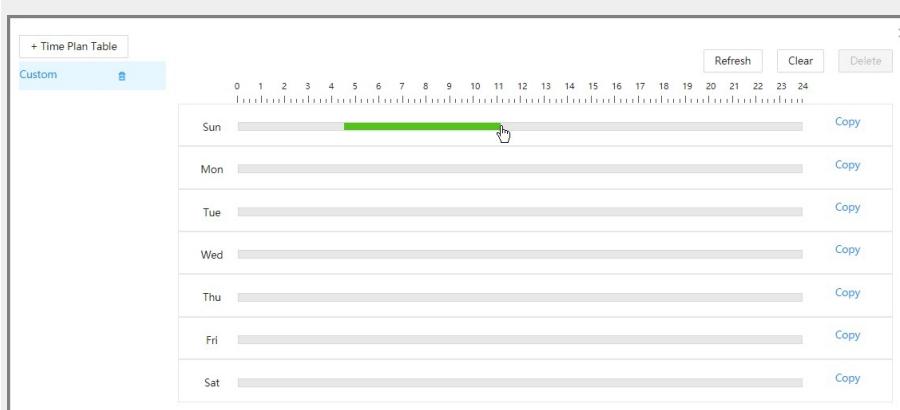 + Time Plan Table
Custom
Refresh Clear Delete
0 1 2 3 4 5 6 7 8 9 10 11 12 13 14 15 16 17 18 19 20 21 22 23 24
Sun Copy
Mon Copy
Tue Copy
Wed Copy
Thu Copy
Fri Copy
Sat Copy